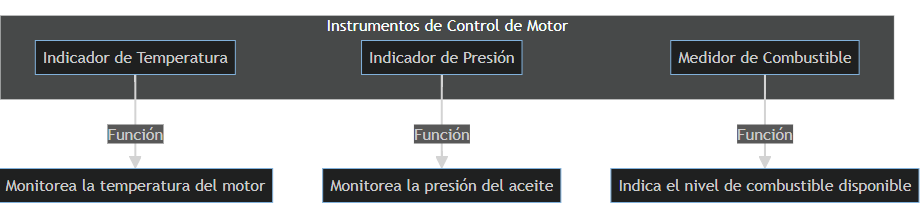 Instrumentos de Control de Motor
Indicador de Temperatura
Indicador de Presión
Medidor de Combustible
Función
Función
Función
Monitorea la temperatura del motor
Monitorea la presión del aceite
Indica el nivel de combustible disponible